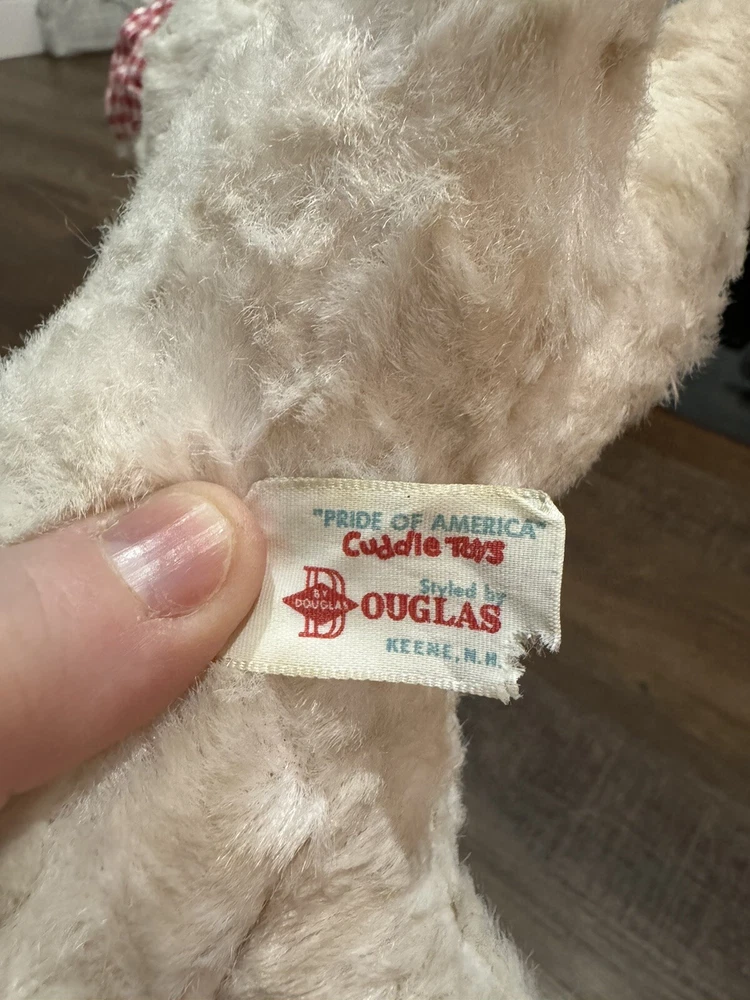 "PRIDE OF AMERICA"
Cuddle Toys
Styled by
BY
DOUGLAS
DOUGLAS
KEENE, N.H.